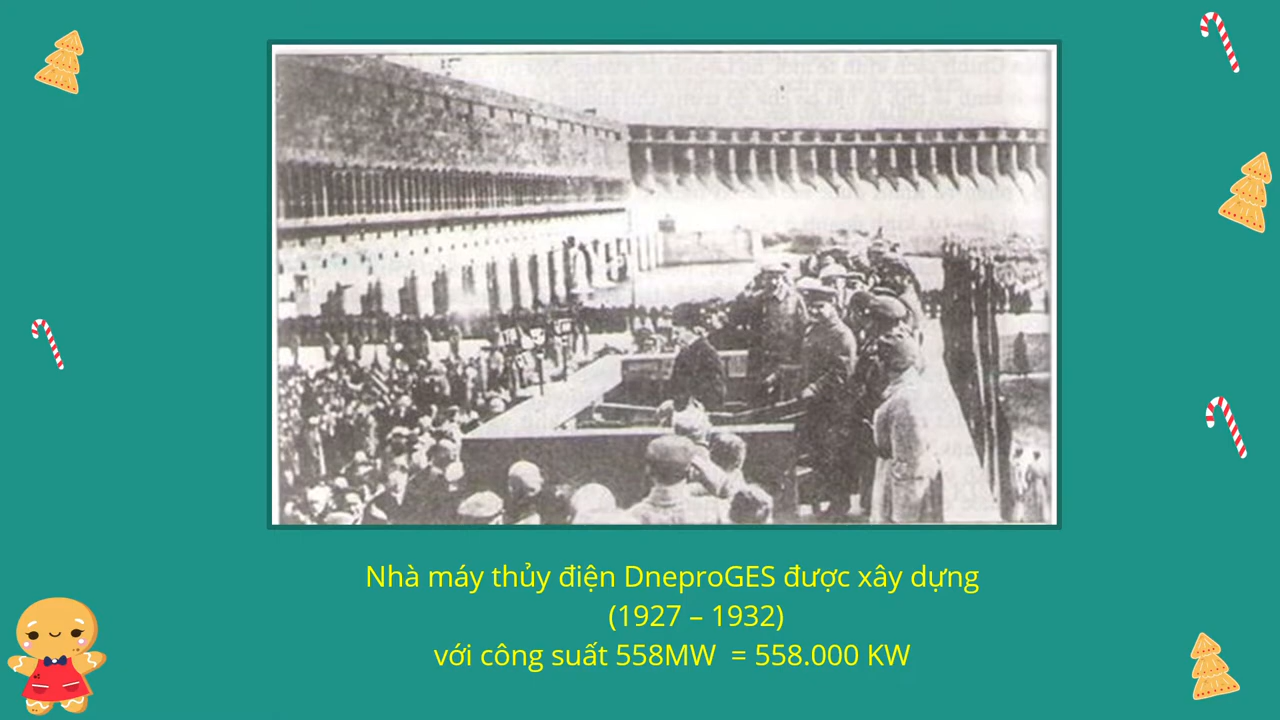 Nhà máy thủy điện DneproGES được xây dựng
(1927 – 1932)
với công suất 558MW  = 558.000 KW